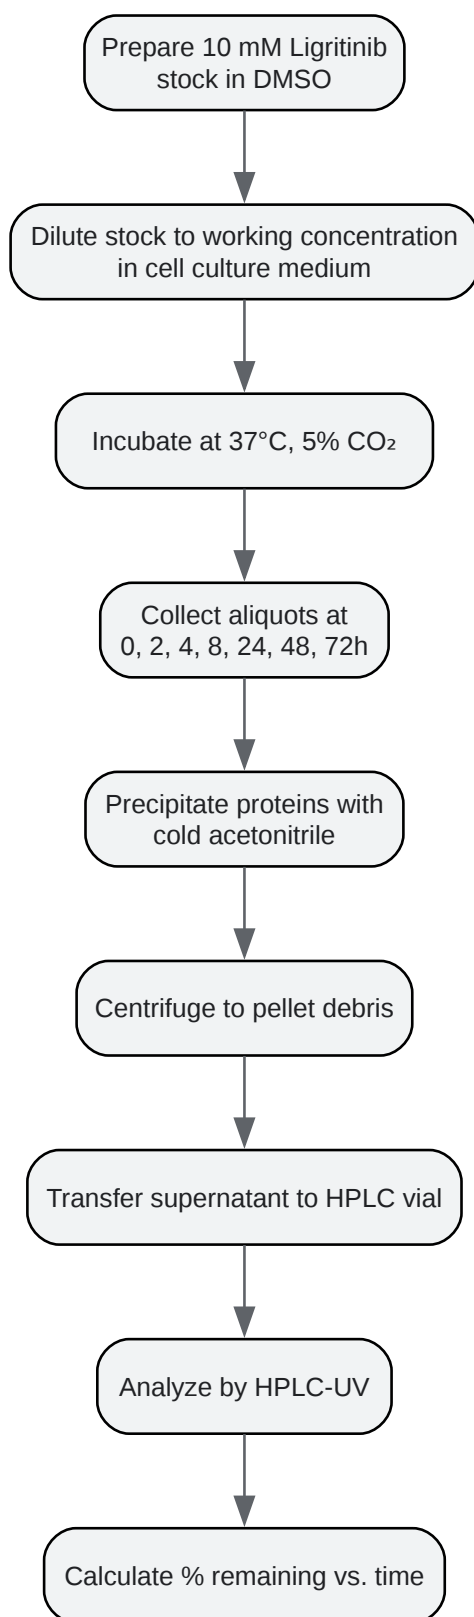 Prepare 10 mM Ligritinib
stock in DMSO
Dilute stock to working concentration
in cell culture medium
Incubate at 37°C, 5% CO₂
Collect aliquots at
0, 2, 4, 8, 24, 48, 72h
Precipitate proteins with
cold acetonitrile
Centrifuge to pellet debris
Transfer supernatant to HPLC vial
Analyze by HPLC-UV
Calculate % remaining vs. time